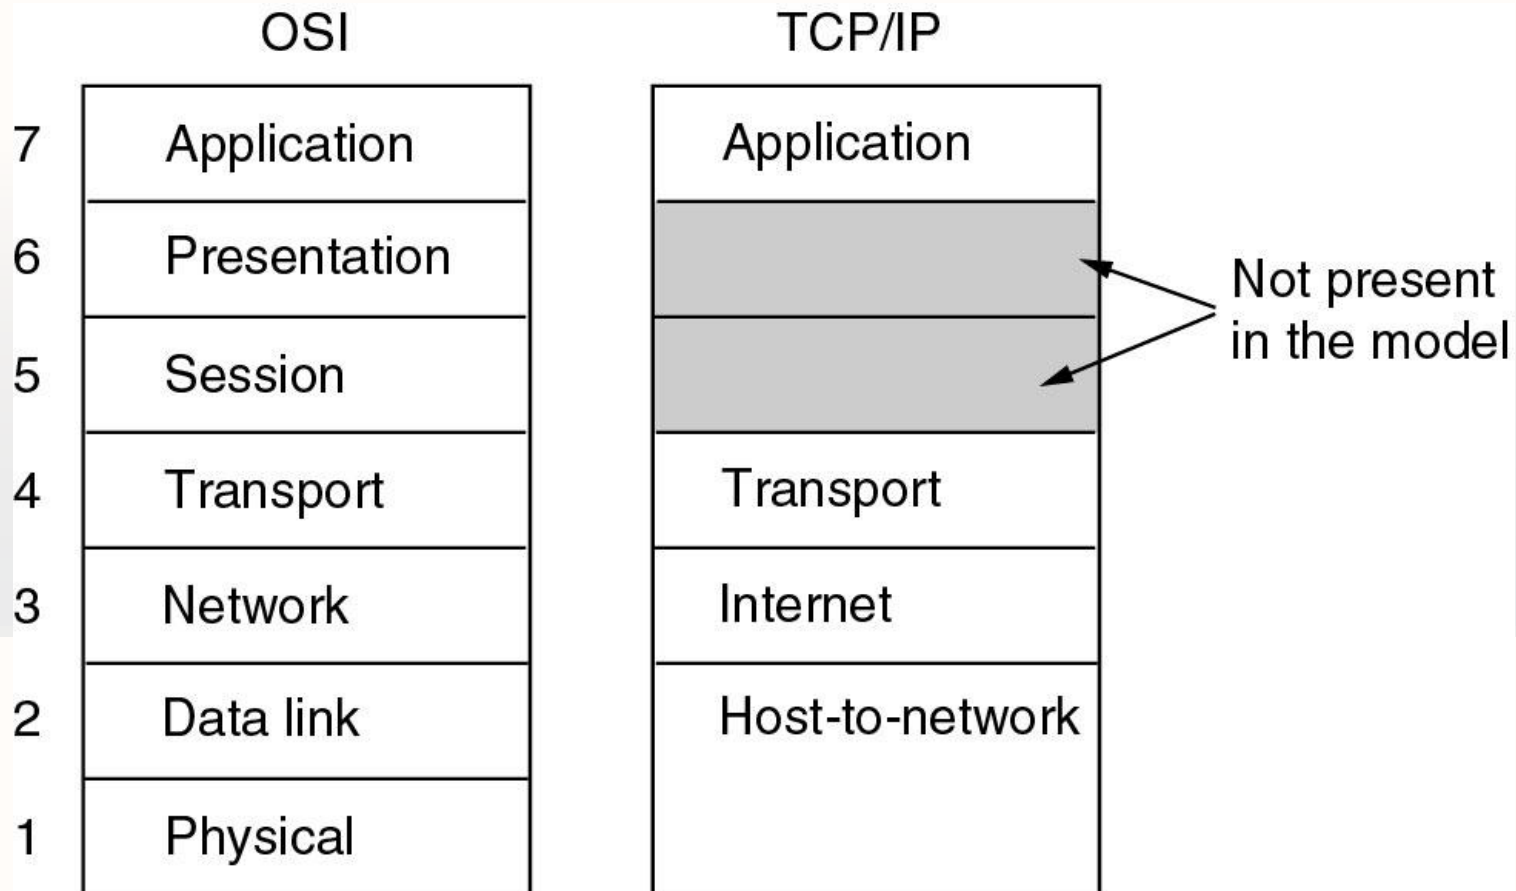 OSI TCP/IP
7 Application Application
6 Presentation
Not present
in the model
5 Session
4 Transport Transport
3 Network Internet
2 Data link Host-to-network
1 Physical